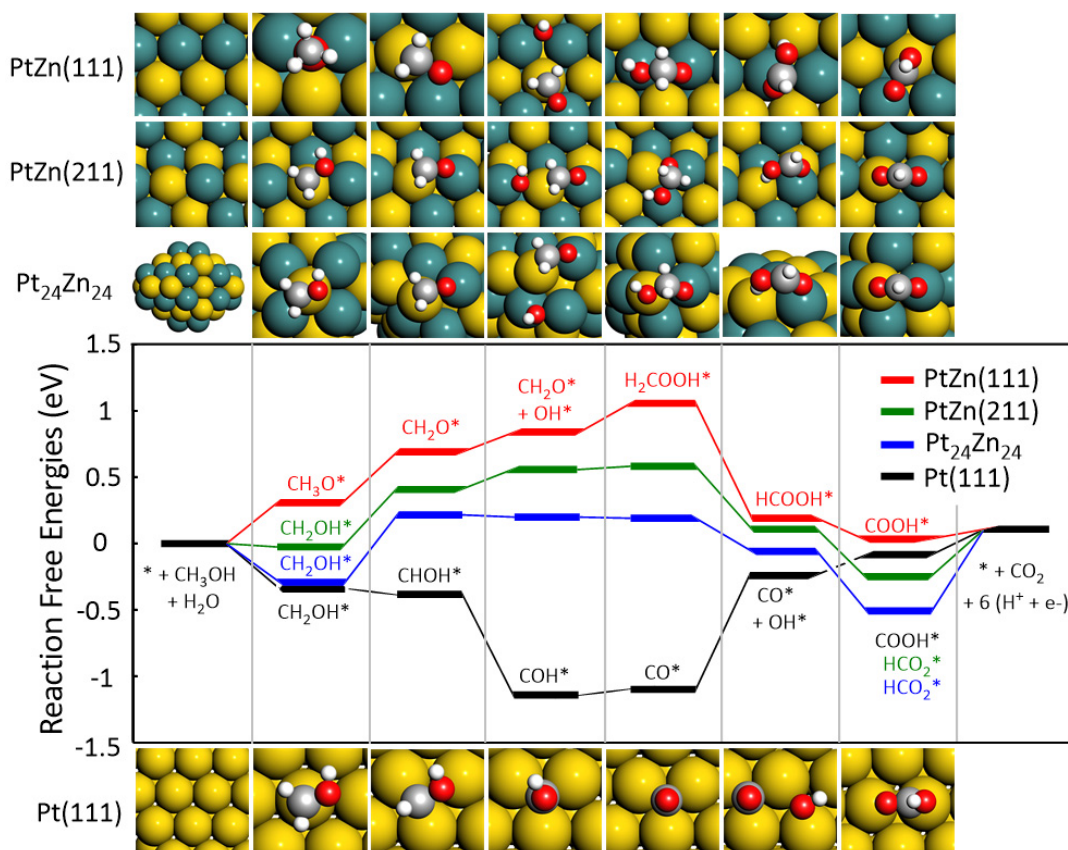 PtZn(111)
PtZn(211)
Pt24Zn24
1.5
1
0.5
0
-0.5
-1
-1.5
Reaction Free Energies (eV)
* + CH3OH
+ H2O
CH3O*
CH2OH*
CH2OH*
CH2OH*
CH2O*
CHOH*
CH2O*
+ OH*
COH*
H2COOH*
CO*
HCOOH*
CO*
+ OH*
COOH*
COOH*
HCO2*
HCO2*
* + CO2
+ 6 (H+ + e-)
PtZn(111)
PtZn(211)
Pt24Zn24
Pt(111)
Pt(111)